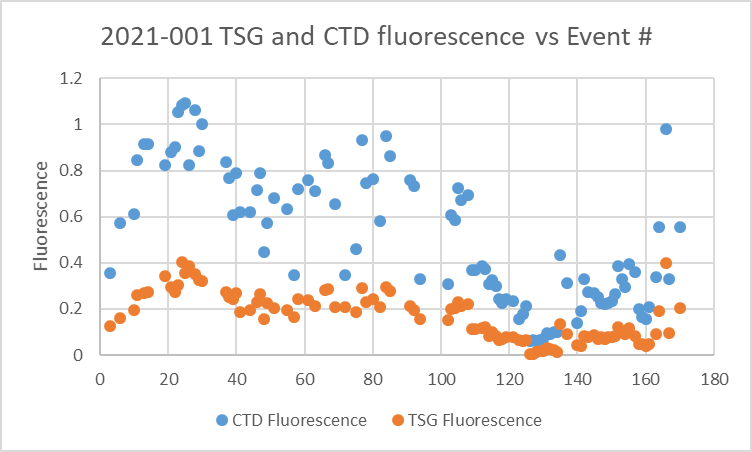 2021-001 TSG and CTD fluorescence vs Event #
1.2
1
0.8
0.6
0.4
0.2
0
Fluorescence
0 20 40 60 80 100 120 140 160 180
CTD Fluorescence TSG Fluorescence